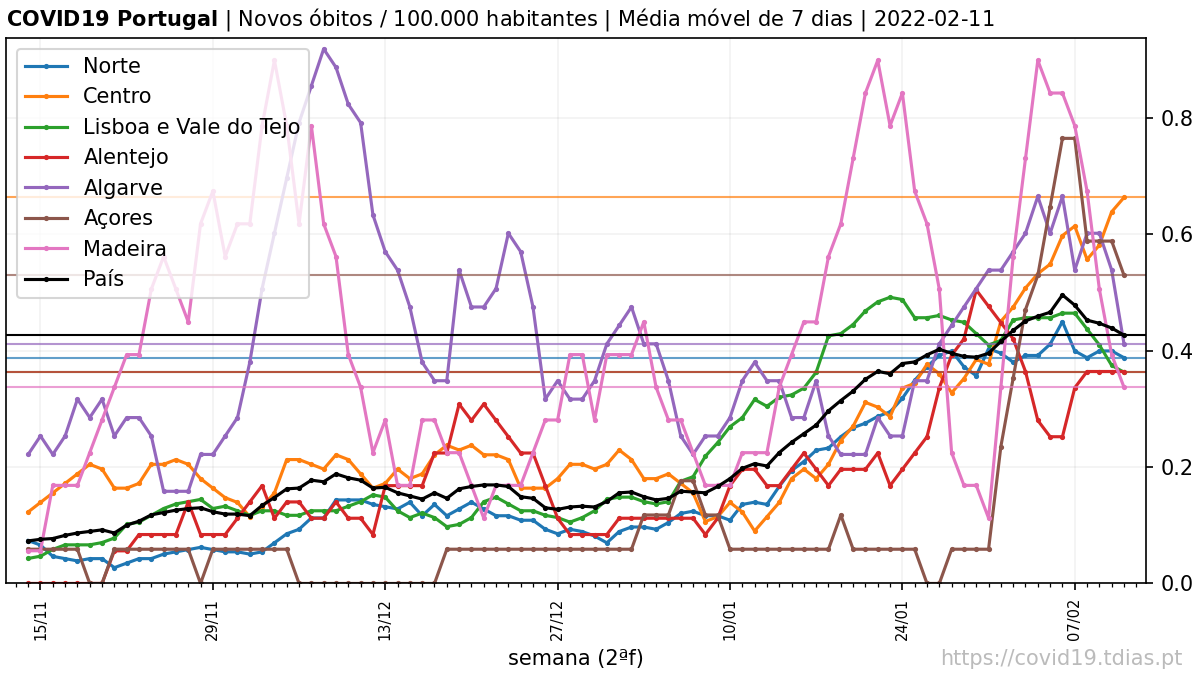 COVID19 Portugal | Novos óbitos / 100.000 habitantes | Média móvel de 7 dias | 2022-02-11
Norte
Centro
Lisboa e Vale do Tejo
Alentejo
Algarve
Açores
Madeira
País
0.8
0.6
0.4
0.2
0.0
15/11
29/11
13/12
27/12
10/01
24/01
07/02
semana (2ªf)
https://covid19.tdias.pt